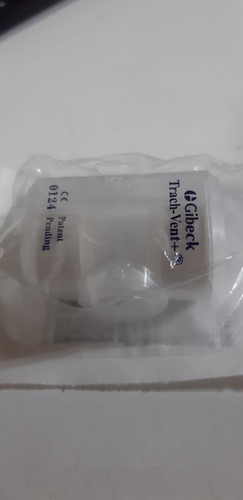 Gibeck
Trach-Vent+®
CE Patent
0124 Pending